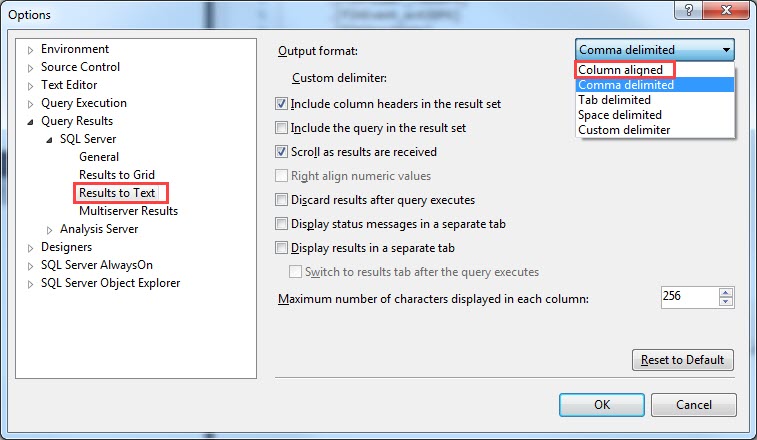 Options
Environment
Source Control
Text Editor
Query Execution
Query Results
SQL Server
General
Results to Grid
Results to Text
Multiserver Results
Analysis Server
Designers
SQL Server AlwaysOn
SQL Server Object Explorer
Output format:
Comma delimited
Column aligned
Comma delimited
Tab delimited
Space delimited
Custom delimiter
Custom delimiter:
Include column headers in the result set
Include the query in the result set
Scroll as results are received
Right align numeric values
Discard results after query executes
Display status messages in a separate tab
Display results in a separate tab
Switch to results tab after the query executes
Maximum number of characters displayed in each column:
256
Reset to Default
OK
Cancel